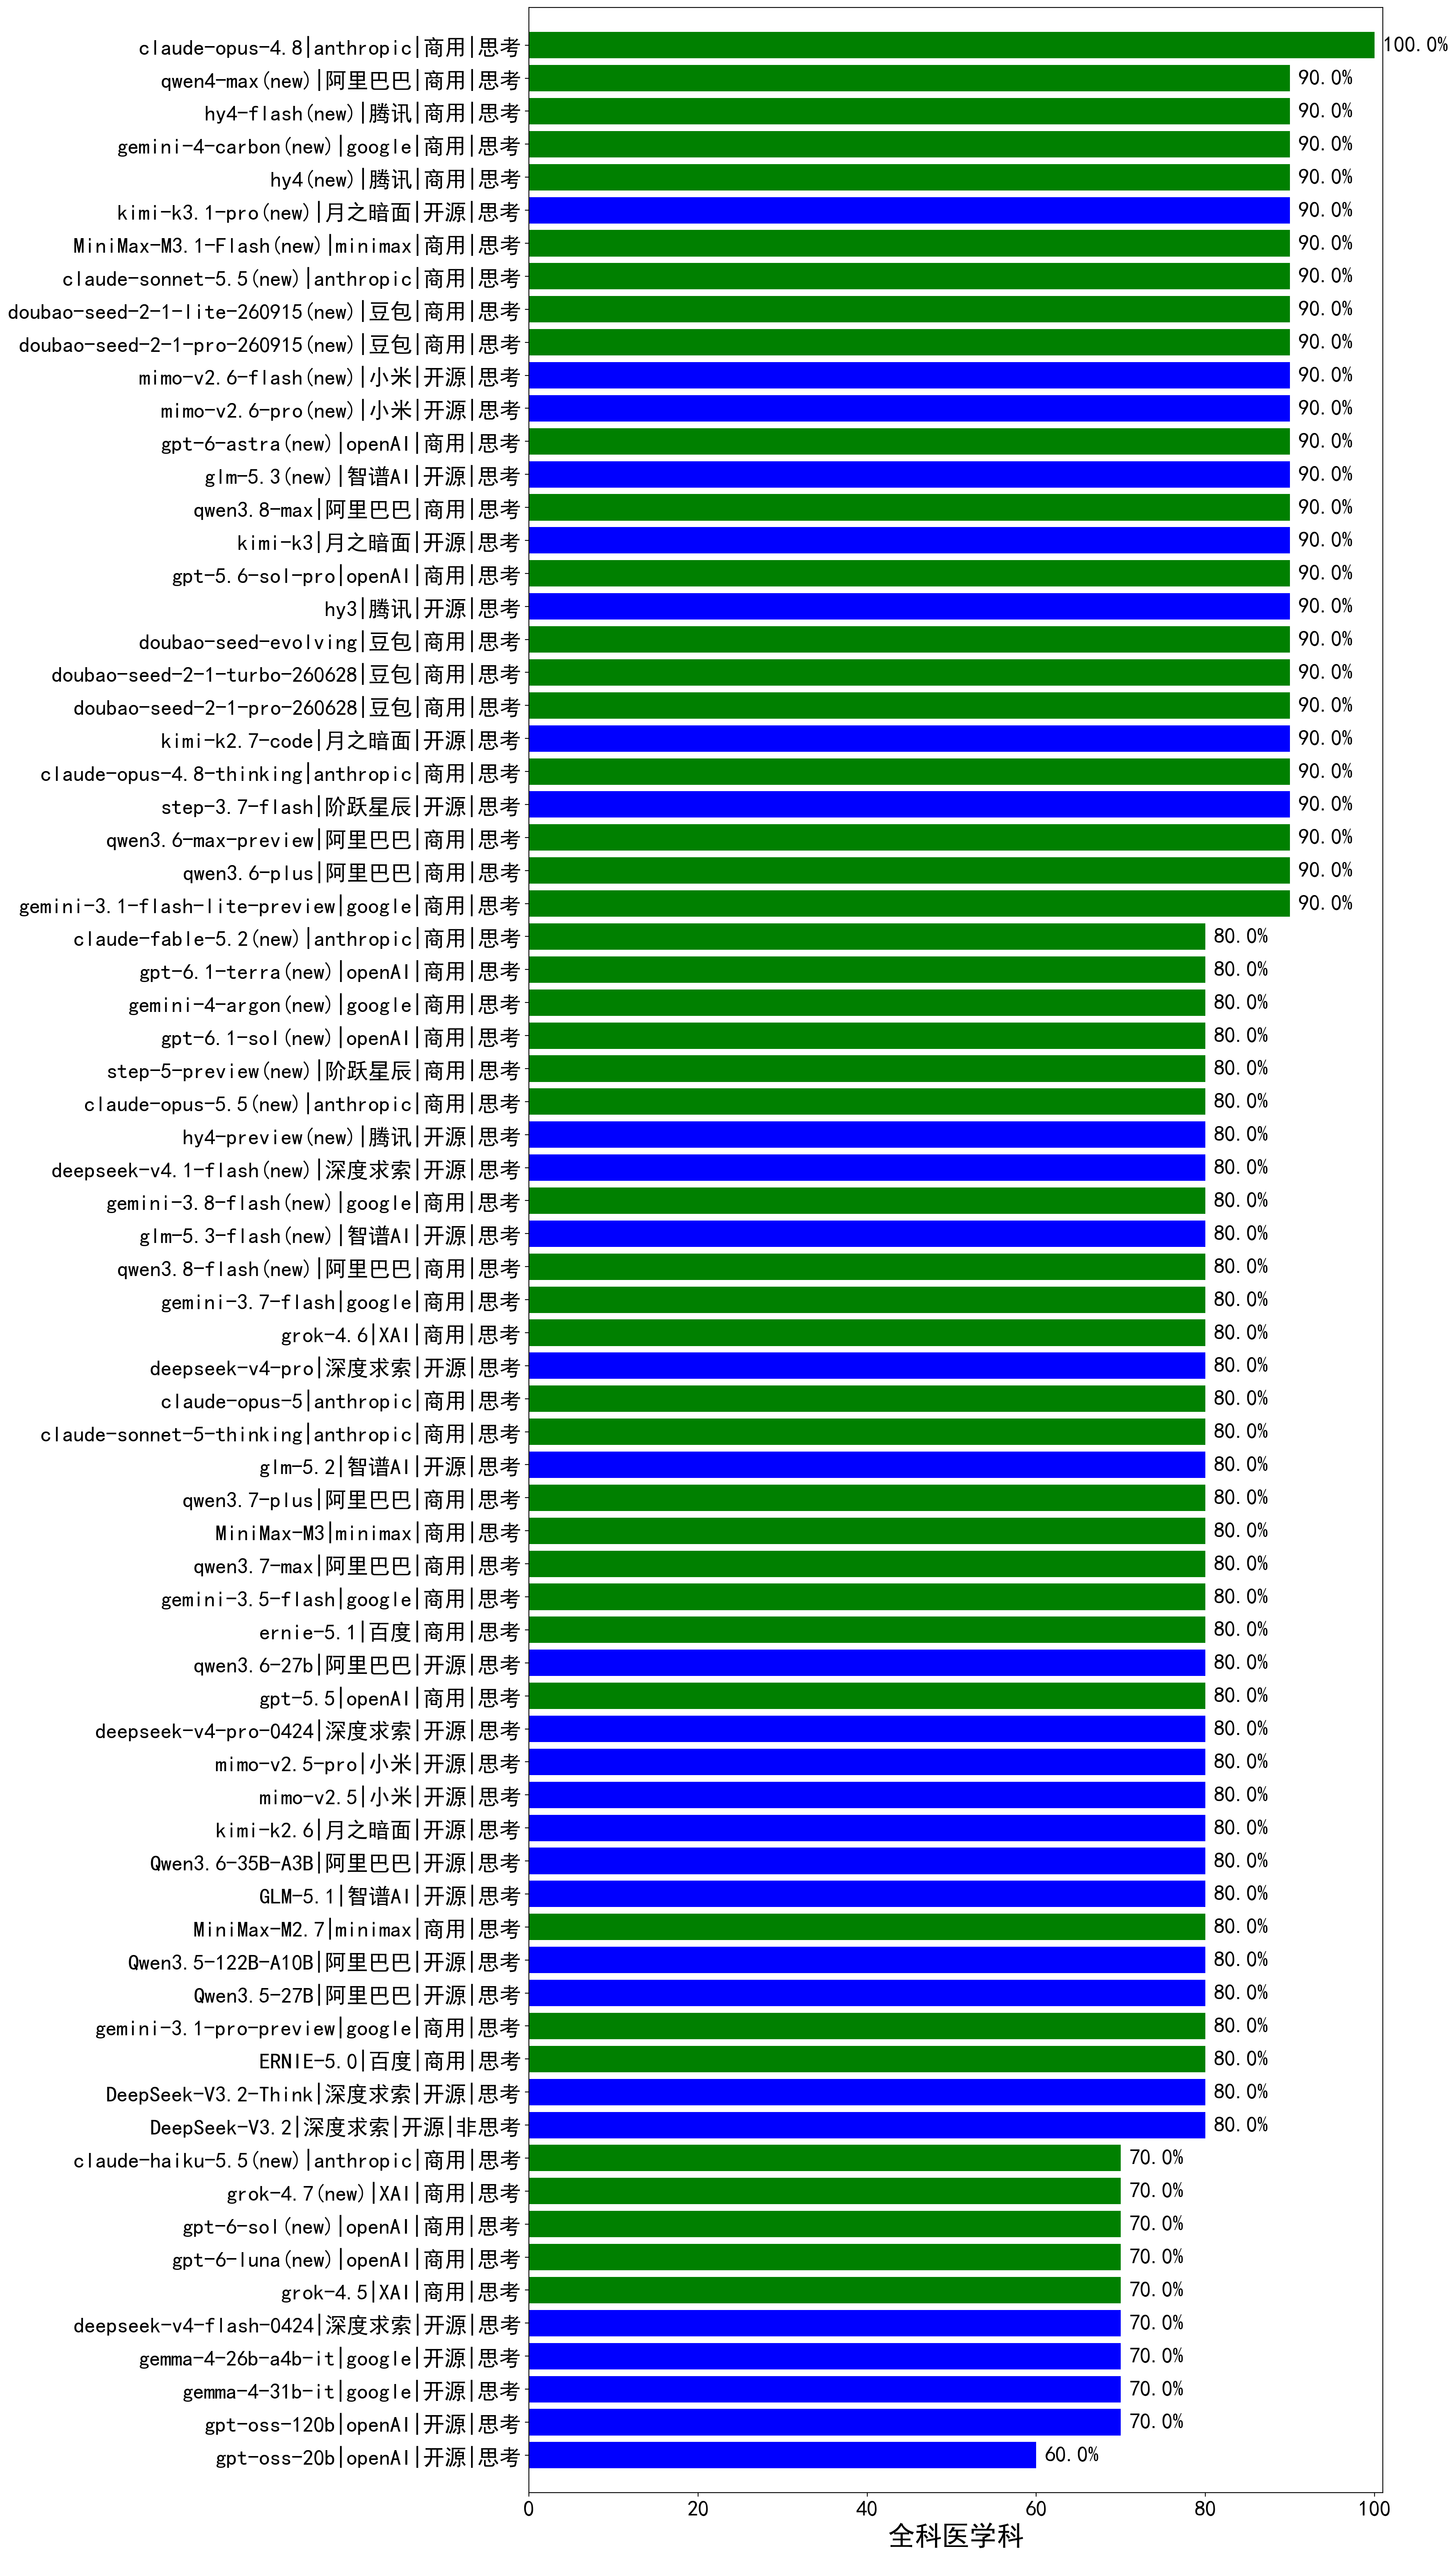 claude-opus-4.8|anthropic|商用|思考 100.0%
qwen4-max(new)|阿里巴巴|商用|思考 90.0%
hy4-flash(new)|腾讯|商用|思考 90.0%
gemini-4-carbon(new)|google|商用|思考 90.0%
hy4(new)|腾讯|商用|思考 90.0%
kimi-k3.1-pro(new)|月之暗面|开源|思考 90.0%
MiniMax-M3.1-Flash(new)|minimax|商用|思考 90.0%
claude-sonnet-5.5(new)|anthropic|商用|思考 90.0%
doubao-seed-2-1-lite-260915(new)|豆包|商用|思考 90.0%
doubao-seed-2-1-pro-260915(new)|豆包|商用|思考 90.0%
mimo-v2.6-flash(new)|小米|开源|思考 90.0%
mimo-v2.6-pro(new)|小米|开源|思考 90.0%
gpt-6-astra(new)|openAI|商用|思考 90.0%
glm-5.3(new)|智谱AI|开源|思考 90.0%
qwen3.8-max|阿里巴巴|商用|思考 90.0%
kimi-k3|月之暗面|开源|思考 90.0%
gpt-5.6-sol-pro|openAI|商用|思考 90.0%
hy3|腾讯|开源|思考 90.0%
doubao-seed-evolving|豆包|商用|思考 90.0%
doubao-seed-2-1-turbo-260628|豆包|商用|思考 90.0%
doubao-seed-2-1-pro-260628|豆包|商用|思考 90.0%
kimi-k2.7-code|月之暗面|开源|思考 90.0%
claude-opus-4.8-thinking|anthropic|商用|思考 90.0%
step-3.7-flash|阶跃星辰|开源|思考 90.0%
qwen3.6-max-preview|阿里巴巴|商用|思考 90.0%
qwen3.6-plus|阿里巴巴|商用|思考 90.0%
gemini-3.1-flash-lite-preview|google|商用|思考 90.0%
claude-fable-5.2(new)|anthropic|商用|思考 80.0%
gpt-6.1-terra(new)|openAI|商用|思考 80.0%
gemini-4-argon(new)|google|商用|思考 80.0%
gpt-6.1-sol(new)|openAI|商用|思考 80.0%
step-5-preview(new)|阶跃星辰|商用|思考 80.0%
claude-opus-5.5(new)|anthropic|商用|思考 80.0%
hy4-preview(new)|腾讯|开源|思考 80.0%
deepseek-v4.1-flash(new)|深度求索|开源|思考 80.0%
gemini-3.8-flash(new)|google|商用|思考 80.0%
glm-5.3-flash(new)|智谱AI|开源|思考 80.0%
qwen3.8-flash(new)|阿里巴巴|商用|思考 80.0%
gemini-3.7-flash|google|商用|思考 80.0%
grok-4.6|XAI|商用|思考 80.0%
deepseek-v4-pro|深度求索|开源|思考 80.0%
claude-opus-5|anthropic|商用|思考 80.0%
claude-sonnet-5-thinking|anthropic|商用|思考 80.0%
glm-5.2|智谱AI|开源|思考 80.0%
qwen3.7-plus|阿里巴巴|商用|思考 80.0%
MiniMax-M3|minimax|商用|思考 80.0%
qwen3.7-max|阿里巴巴|商用|思考 80.0%
gemini-3.5-flash|google|商用|思考 80.0%
ernie-5.1|百度|商用|思考 80.0%
qwen3.6-27b|阿里巴巴|开源|思考 80.0%
gpt-5.5|openAI|商用|思考 80.0%
deepseek-v4-pro-0424|深度求索|开源|思考 80.0%
mimo-v2.5-pro|小米|开源|思考 80.0%
mimo-v2.5|小米|开源|思考 80.0%
kimi-k2.6|月之暗面|开源|思考 80.0%
Qwen3.6-35B-A3B|阿里巴巴|开源|思考 80.0%
GLM-5.1|智谱AI|开源|思考 80.0%
MiniMax-M2.7|minimax|商用|思考 80.0%
Qwen3.5-122B-A10B|阿里巴巴|开源|思考 80.0%
Qwen3.5-27B|阿里巴巴|开源|思考 80.0%
gemini-3.1-pro-preview|google|商用|思考 80.0%
ERNIE-5.0|百度|商用|思考 80.0%
DeepSeek-V3.2-Think|深度求索|开源|思考 80.0%
DeepSeek-V3.2|深度求索|开源|非思考 80.0%
claude-haiku-5.5(new)|anthropic|商用|思考 70.0%
grok-4.7(new)|XAI|商用|思考 70.0%
gpt-6-sol(new)|openAI|商用|思考 70.0%
gpt-6-luna(new)|openAI|商用|思考 70.0%
grok-4.5|XAI|商用|思考 70.0%
deepseek-v4-flash-0424|深度求索|开源|思考 70.0%
gemma-4-26b-a4b-it|google|开源|思考 70.0%
gemma-4-31b-it|google|开源|思考 70.0%
gpt-oss-120b|openAI|开源|思考 70.0%
gpt-oss-20b|openAI|开源|思考 60.0%
0 20 40 60 80 100
全科医学科